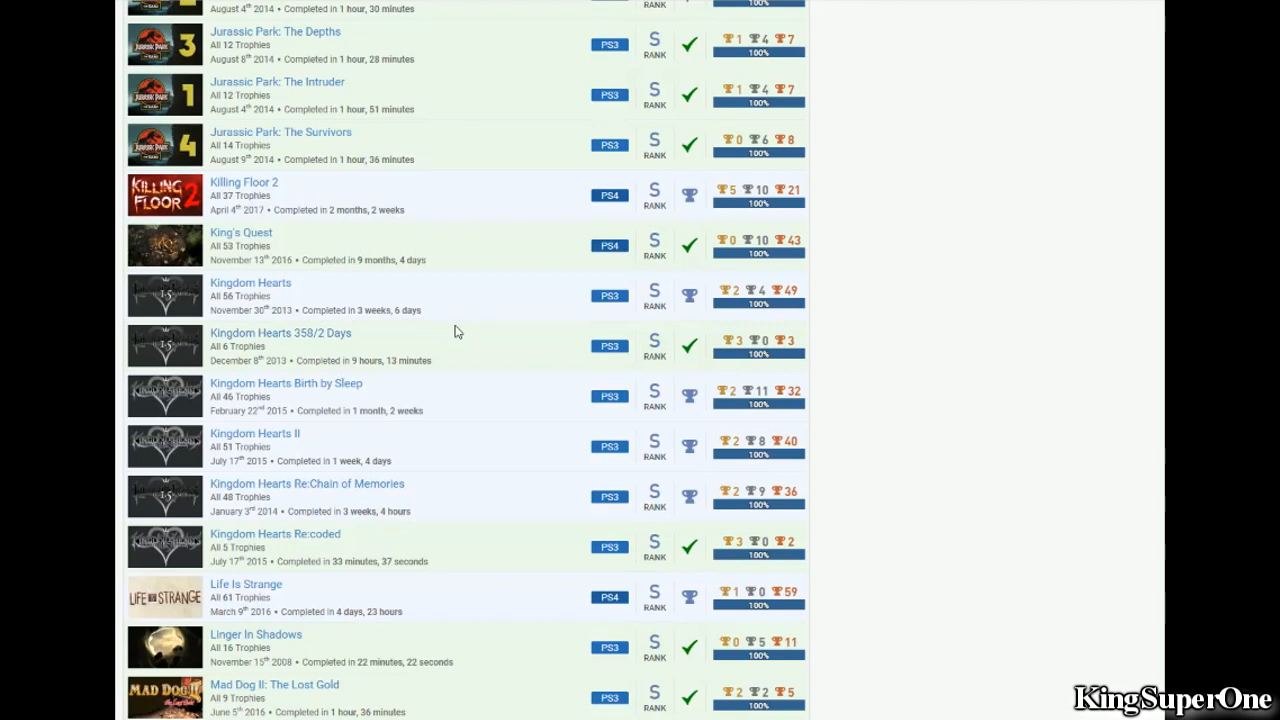 August 4th 2014 • Completed in 1 hour, 30 minutes
100%
3
Jurassic Park: The Depths
All 12 Trophies
August 8th 2014 • Completed in 1 hour, 28 minutes
PS3
S
RANK
1 4 7
100%
1
Jurassic Park: The Intruder
All 12 Trophies
August 4th 2014 • Completed in 1 hour, 51 minutes
PS3
S
RANK
1 4 7
100%
4
Jurassic Park: The Survivors
All 14 Trophies
August 9th 2014 • Completed in 1 hour, 36 minutes
PS3
S
RANK
0 6 8
100%
KILLING
FLOOR 2
Killing Floor 2
All 37 Trophies
April 4th 2017 • Completed in 2 months, 2 weeks
PS4
S
RANK
5 10 21
100%
King's Quest
All 53 Trophies
November 13th 2016 • Completed in 9 months, 4 days
PS4
S
RANK
0 10 43
100%
Kingdom Hearts
All 56 Trophies
November 30th 2013 • Completed in 3 weeks, 6 days
PS3
S
RANK
2 4 49
100%
Kingdom Hearts 358/2 Days
All 6 Trophies
December 8th 2013 • Completed in 9 hours, 13 minutes
PS3
S
RANK
3 0 3
100%
Kingdom Hearts Birth by Sleep
All 46 Trophies
February 22nd 2015 • Completed in 1 month, 2 weeks
PS3
S
RANK
2 11 32
100%
Kingdom Hearts II
All 51 Trophies
July 17th 2015 • Completed in 1 week, 4 days
PS3
S
RANK
2 8 40
100%
Kingdom Hearts Re:Chain of Memories
All 48 Trophies
January 3rd 2014 • Completed in 3 weeks, 4 hours
PS3
S
RANK
2 9 36
100%
Kingdom Hearts Re:coded
All 5 Trophies
July 17th 2015 • Completed in 33 minutes, 37 seconds
PS3
S
RANK
3 0 2
100%
LIFE IS STRANGE
Life Is Strange
All 61 Trophies
March 9th 2016 • Completed in 4 days, 23 hours
PS4
S
RANK
1 0 59
100%
Linger In Shadows
All 16 Trophies
November 15th 2008 • Completed in 22 minutes, 22 seconds
PS3
S
RANK
0 5 11
100%
MAD DOG II
Mad Dog II: The Lost Gold
All 9 Trophies
June 5th 2016 • Completed in 1 hour, 36 minutes
PS3
S
RANK
2 2 5
100%
KingSuperOne